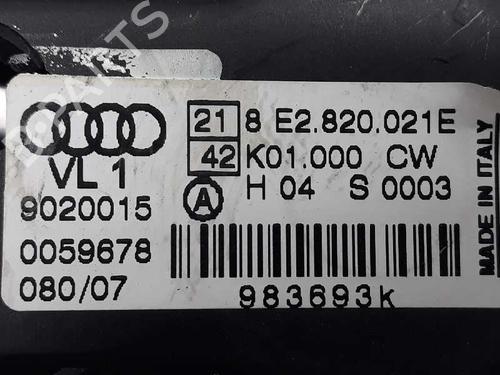 21 8 E2.820.021E
42 K01.000 CW
VL 1
A H 04 S 0003
9020015
0059678
080/07
983693k
MADE IN ITALY
B-PARTS